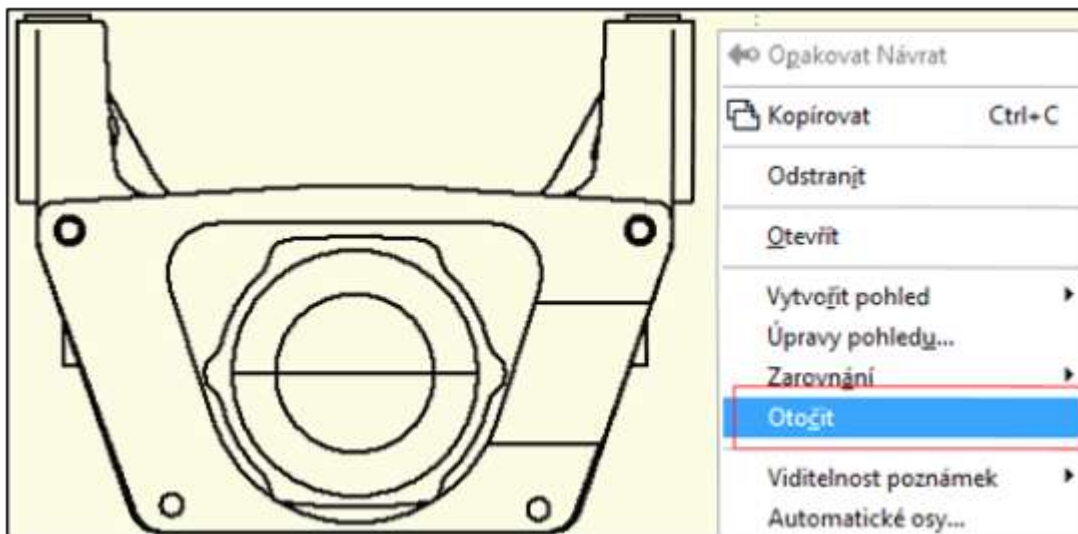 Opakovat Návrat
Kopírovat Ctrl+C
Odstranit
Otevřít
Vytvořit pohled
Úpravy pohledu...
Zarovnání
Otočit
Viditelnost poznámek
Automatické osy...